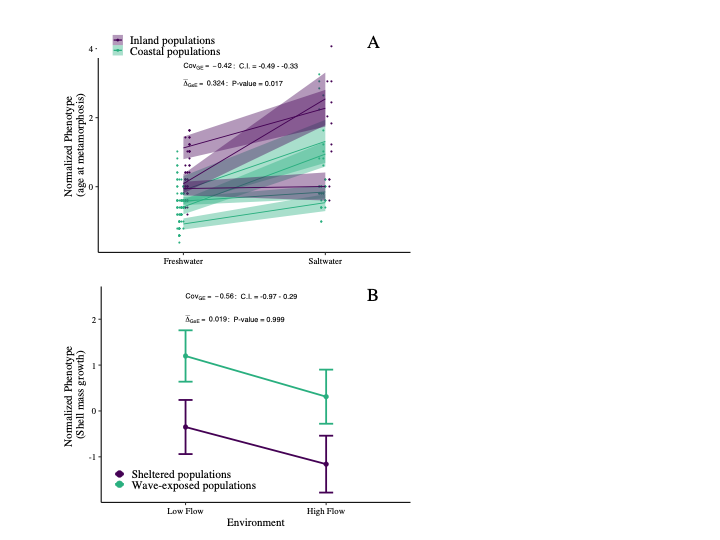 Inland populations
Coastal populations
A
Cov_GE = −0.42: C.I. = -0.49 - -0.33
Δ̅_GxE = 0.324: P-value = 0.017
Normalized Phenotype
(age at metamorphosis)
4
2
0
Freshwater
Saltwater
B
Cov_GE = −0.56: C.I. = -0.97 - 0.29
Δ̅_GxE = 0.019: P-value = 0.999
Normalized Phenotype
(Shell mass growth)
2
1
0
-1
Sheltered populations
Wave-exposed populations
Low Flow
High Flow
Environment